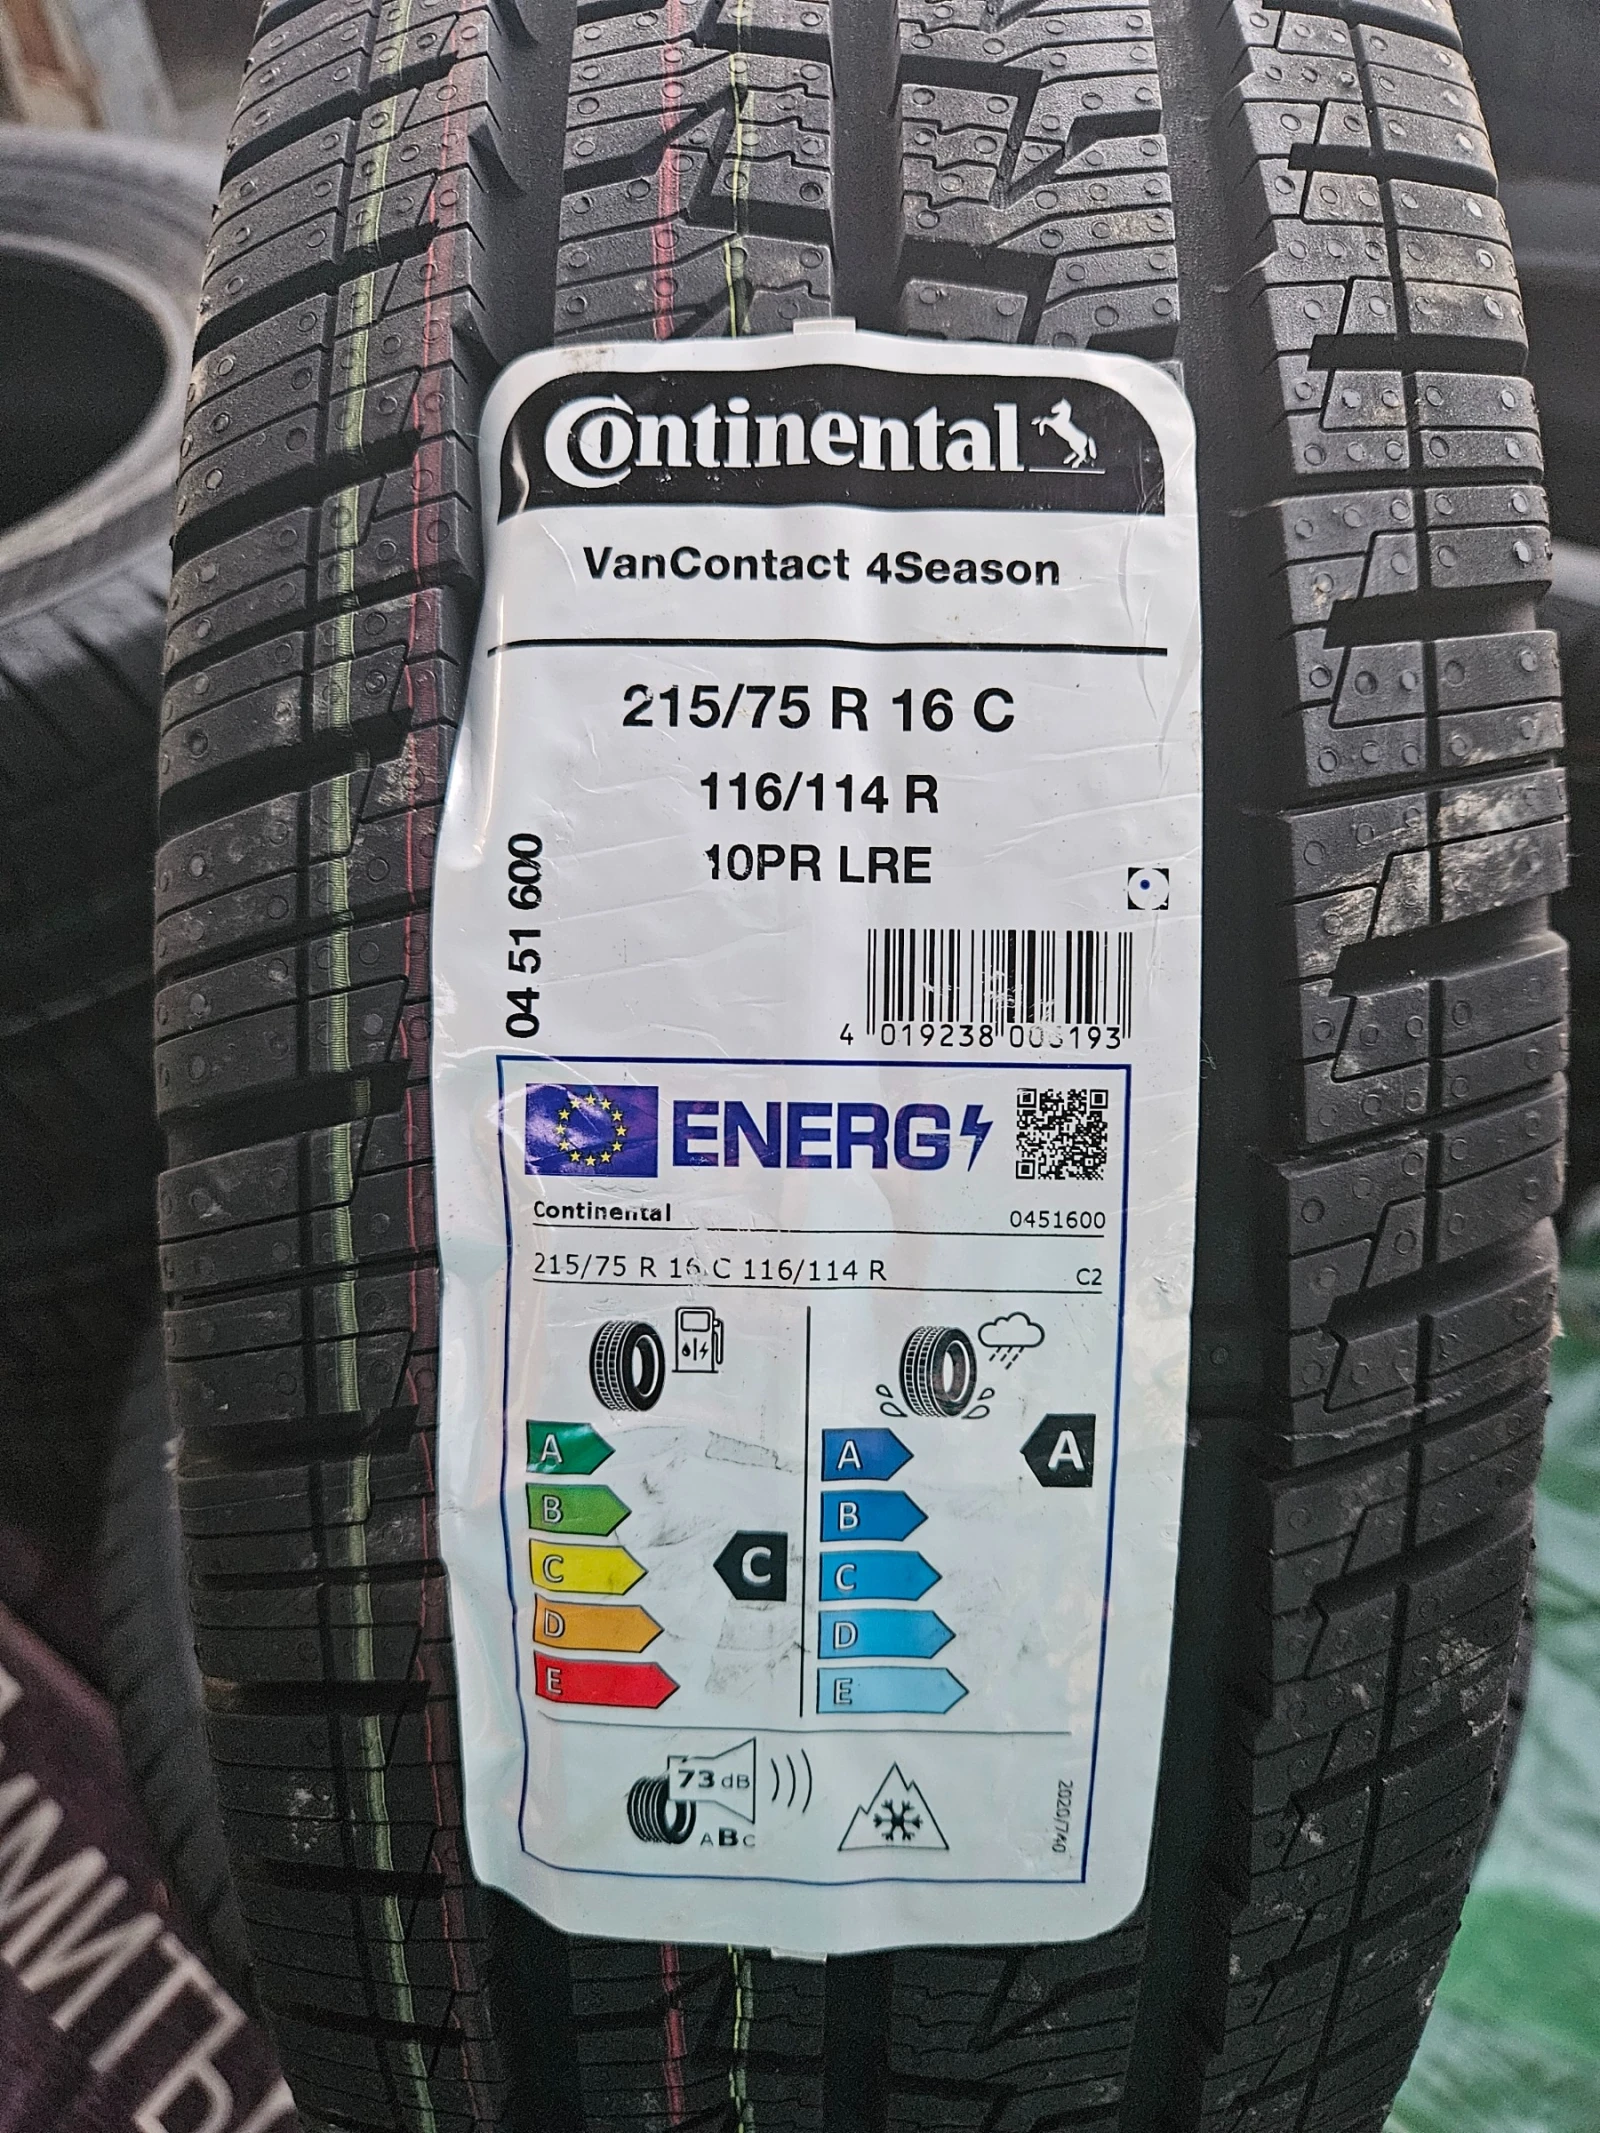 Continental
VanContact 4Season
215/75 R 16 C
116/114 R
10PR LRE
04 51 600
4 019238 005193
ENERG
Continental
0451600
215/75 R 16 C 116/114 R
C2
A
B
C
D
E
C
A
B
C
D
E
A
73 dB
ABC
2020/740